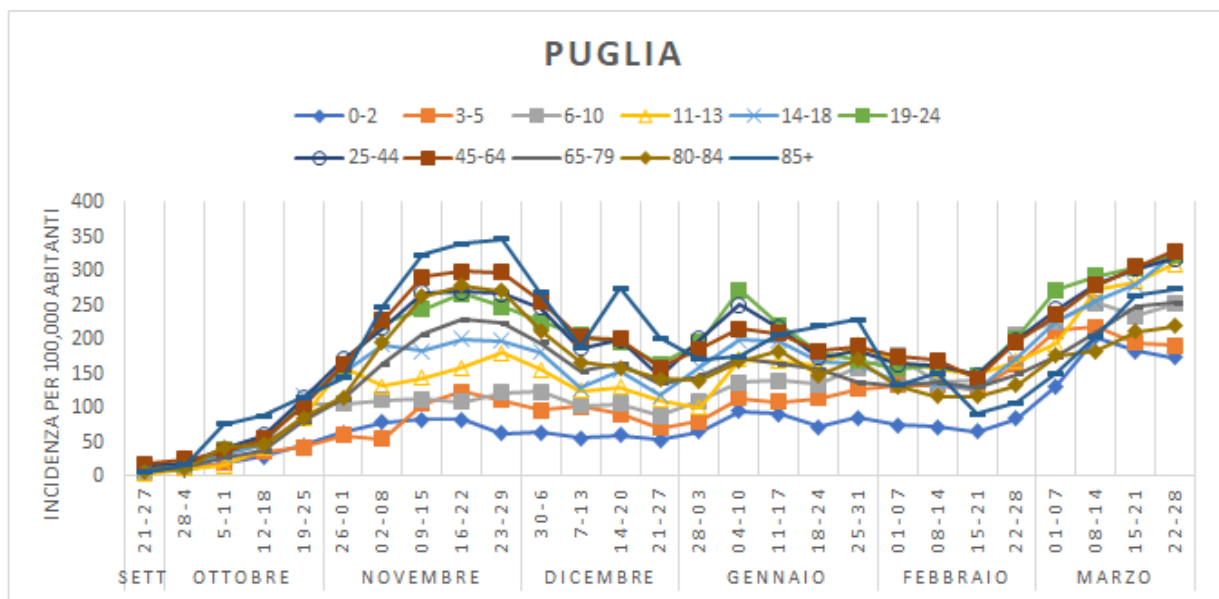 PUGLIA
0-2 3-5 6-10 11-13 14-18 19-24
25-44 45-64 65-79 80-84 85+
INCIDENZA PER 100,000 ABITANTI
400
350
300
250
200
150
100
50
0
21-27 28-4 5-11 12-18 19-25 26-01 02-08 09-15 16-22 23-29 30-6 7-13 14-20 21-27 28-03 04-10 11-17 18-24 25-31 01-07 08-14 15-21 22-28 01-07 08-14 15-21 22-28
SETT OTTOBRE NOVEMBRE DICEMBRE GENNAIO FEBBRAIO MARZO